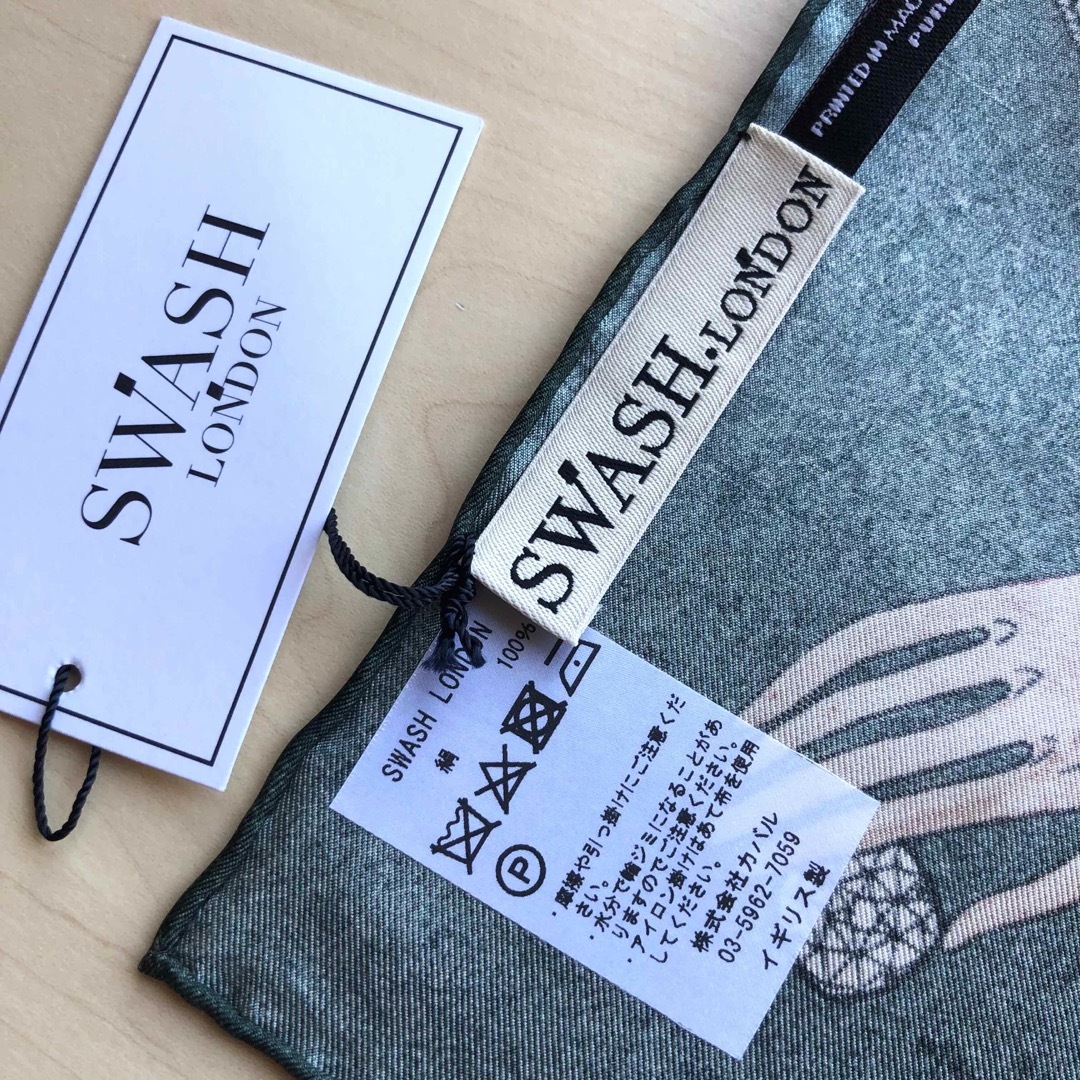 SWASH
LONDON
PRINTED IN
SWASH.LONDON
SWASH LONDON
絹 100%
P
・摩擦や引っ掛けにご注意くだ
さい。
・水分で輪ジミになることがあ
りますのでご注意ください。
・アイロン掛けはあて布を使用
してください。
株式会社カバル
03-5962-7059
イギリス製